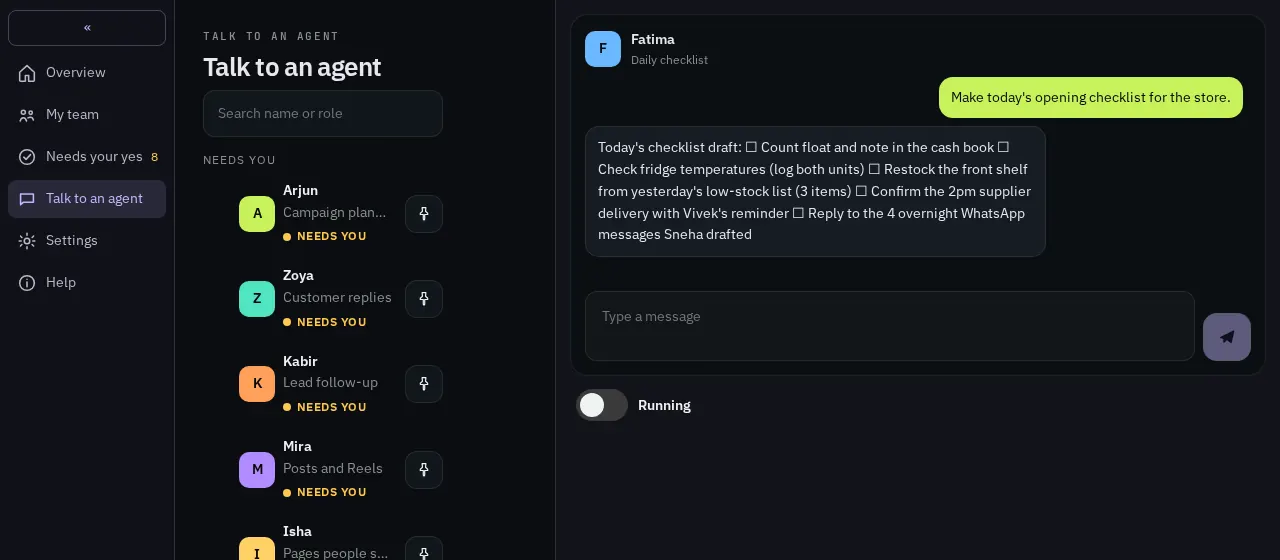 «
Overview
My team
Needs your yes 8
Talk to an agent
Settings
Help
TALK TO AN AGENT
Talk to an agent
Search name or role
NEEDS YOU
A
Arjun
Campaign plan...
NEEDS YOU
Z
Zoya
Customer replies
NEEDS YOU
K
Kabir
Lead follow-up
NEEDS YOU
M
Mira
Posts and Reels
NEEDS YOU
I
Isha
Pages people s...
F
Fatima
Daily checklist
Make today's opening checklist for the store.
Today's checklist draft: ☐ Count float and note in the cash book ☐
Check fridge temperatures (log both units) ☐ Restock the front shelf
from yesterday's low-stock list (3 items) ☐ Confirm the 2pm supplier
delivery with Vivek's reminder ☐ Reply to the 4 overnight WhatsApp
messages Sneha drafted
Type a message
Running